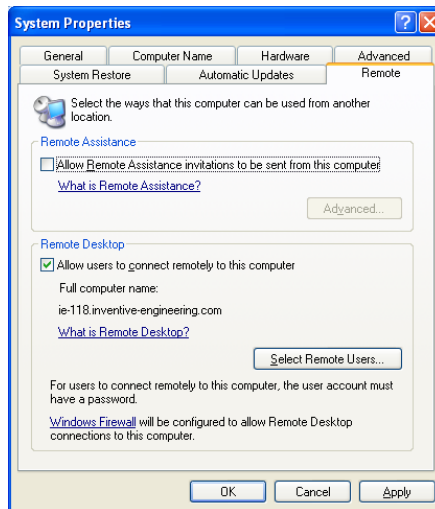 System Properties
General Computer Name Hardware Advanced
System Restore Automatic Updates Remote
Select the ways that this computer can be used from another
location.
Remote Assistance
Allow Remote Assistance invitations to be sent from this computer
What is Remote Assistance?
Advanced...
Remote Desktop
Allow users to connect remotely to this computer
Full computer name:
ie-118.inventive-engineering.com
What is Remote Desktop?
Select Remote Users...
For users to connect remotely to this computer, the user account must
have a password.
Windows Firewall will be configured to allow Remote Desktop
connections to this computer.
OK Cancel Apply